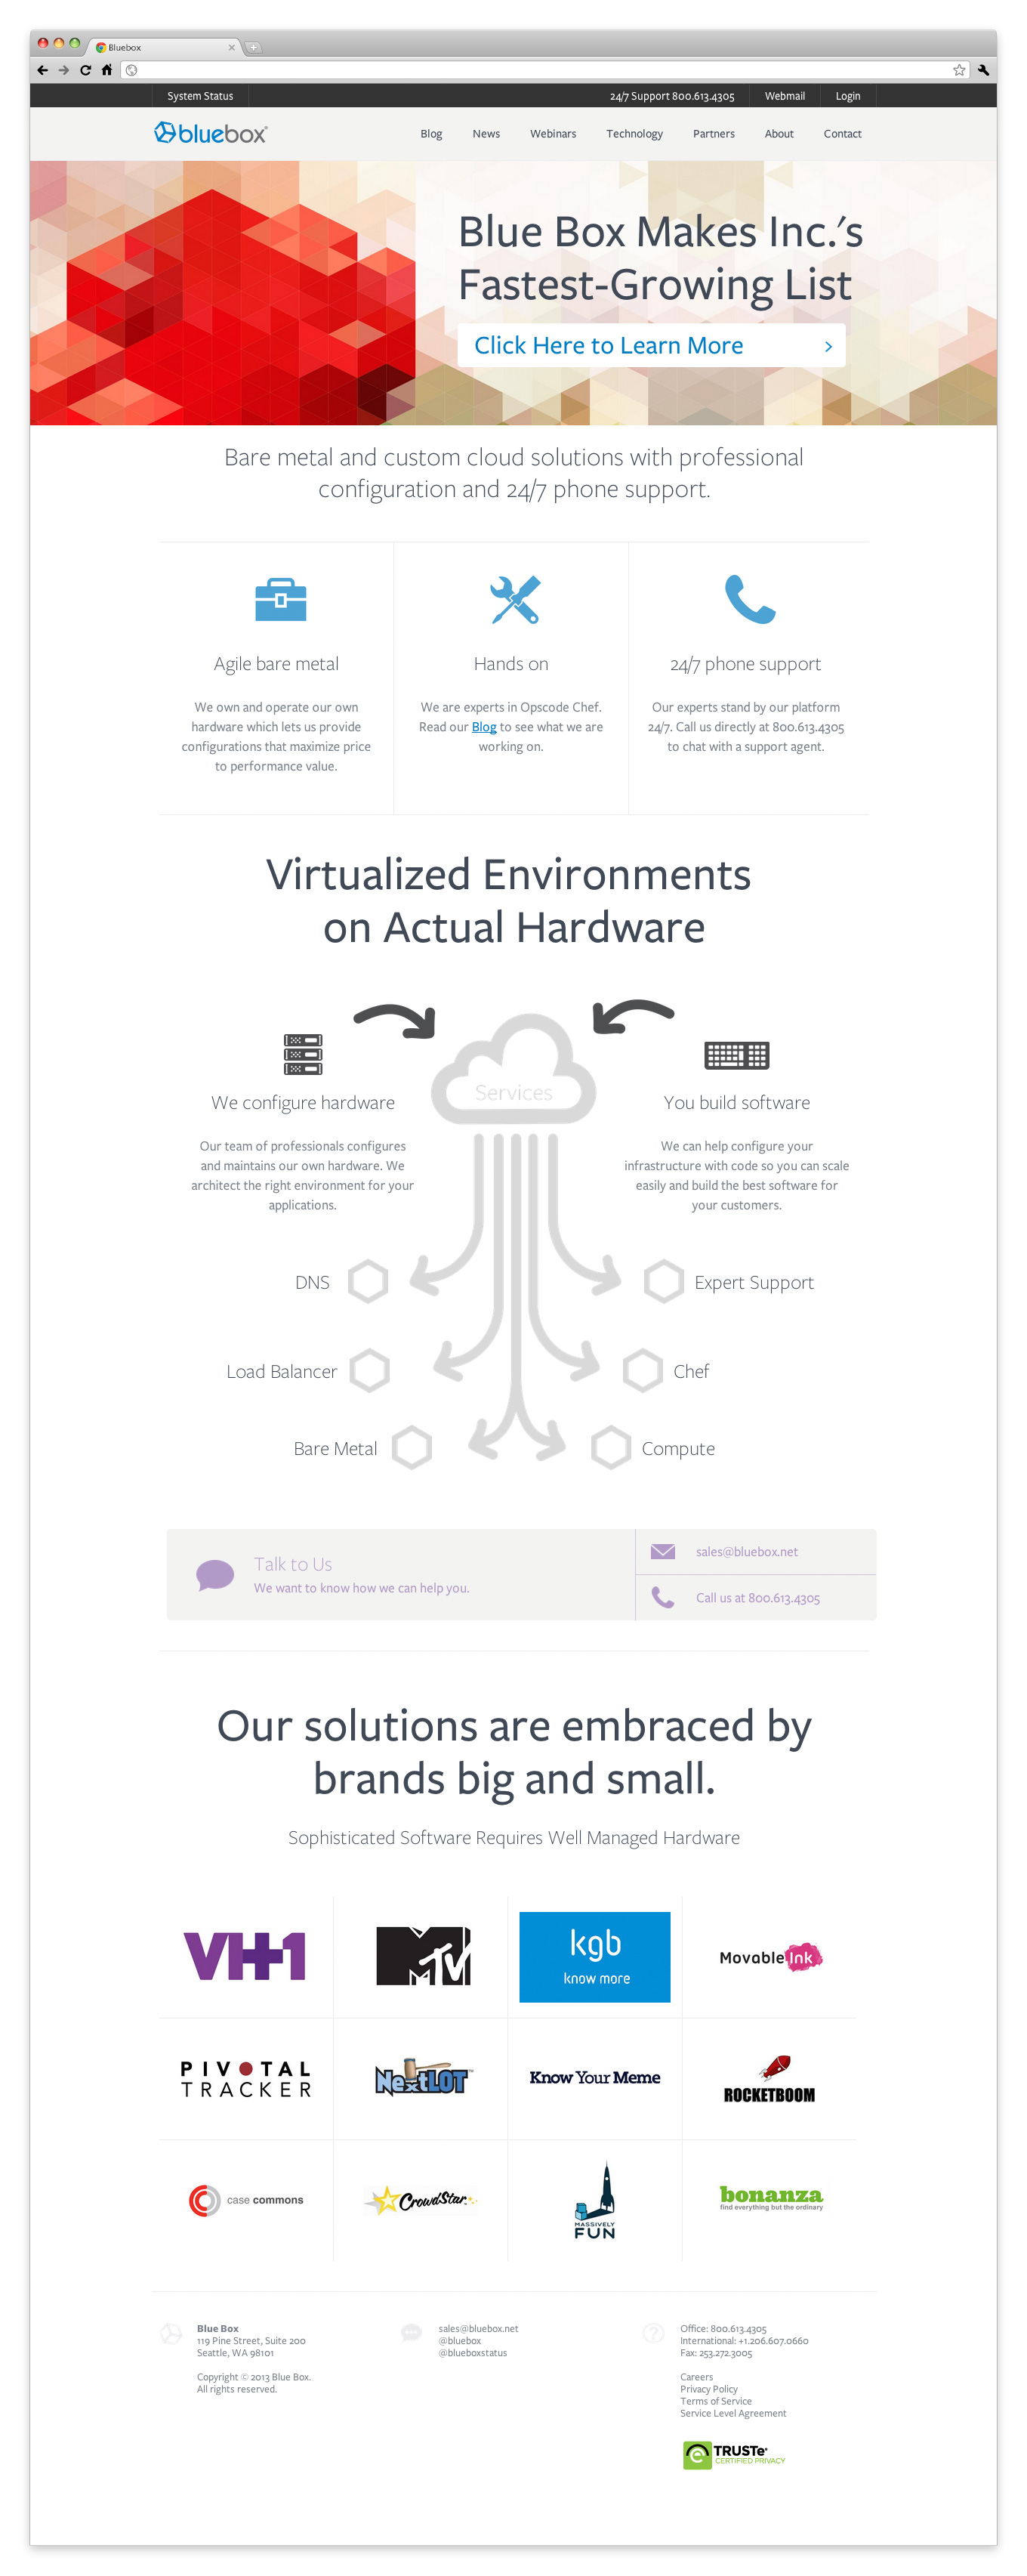 Bluebox
System Status
24/7 Support 800.613.4305
Webmail
Login
bluebox®
Blog
News
Webinars
Technology
Partners
About
Contact
Blue Box Makes Inc.'s
Fastest-Growing List
Click Here to Learn More
Bare metal and custom cloud solutions with professional
configuration and 24/7 phone support.
Agile bare metal
We own and operate our own
hardware which lets us provide
configurations that maximize price
to performance value.
Hands on
We are experts in Opscode Chef.
Read our Blog to see what we are
working on.
24/7 phone support
Our experts stand by our platform
24/7. Call us directly at 800.613.4305
to chat with a support agent.
Virtualized Environments
on Actual Hardware
Services
We configure hardware
Our team of professionals configures
and maintains our own hardware. We
architect the right environment for your
applications.
You build software
We can help configure your
infrastructure with code so you can scale
easily and build the best software for
your customers.
DNS
Expert Support
Load Balancer
Chef
Bare Metal
Compute
Talk to Us
We want to know how we can help you.
sales@bluebox.net
Call us at 800.613.4305
Our solutions are embraced by
brands big and small.
Sophisticated Software Requires Well Managed Hardware
VH1
MTV
kgb
know more
Movable Ink
PIVOTAL
TRACKER
NextLOT™
Know Your Meme
ROCKETBOOM
case commons
CrowdStar
MASSIVELY
FUN
bonanza
find everything but the ordinary
Blue Box
119 Pine Street, Suite 200
Seattle, WA 98101
Copyright © 2013 Blue Box.
All rights reserved.
sales@bluebox.net
@bluebox
@blueboxstatus
Office: 800.613.4305
International: +1.206.607.0660
Fax: 253.272.3005
Careers
Privacy Policy
Terms of Service
Service Level Agreement
TRUSTe
CERTIFIED PRIVACY